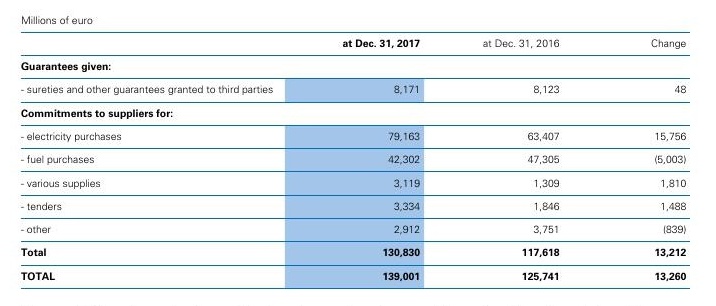 Millions of euro
at Dec. 31, 2017 at Dec. 31, 2016 Change
Guarantees given:
- sureties and other guarantees granted to third parties 8,171 8,123 48
Commitments to suppliers for:
- electricity purchases 79,163 63,407 15,756
- fuel purchases 42,302 47,305 (5,003)
- various supplies 3,119 1,309 1,810
- tenders 3,334 1,846 1,488
- other 2,912 3,751 (839)
Total 130,830 117,618 13,212
TOTAL 139,001 125,741 13,260